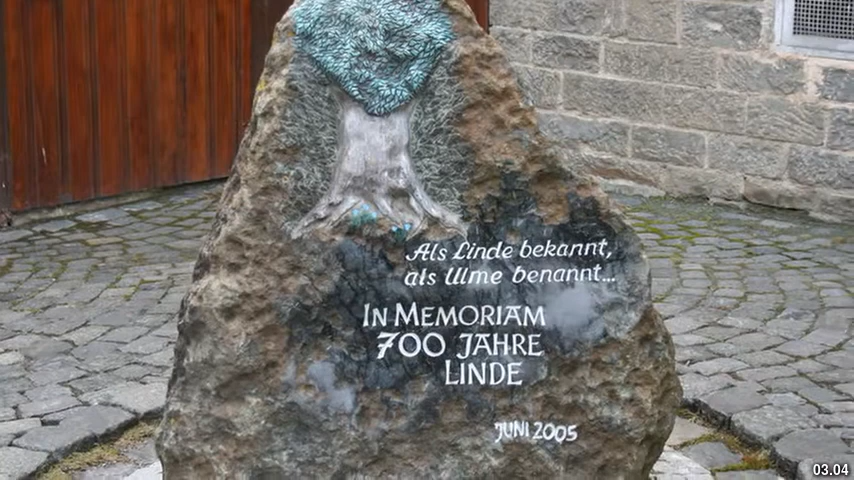 Als Linde bekannt,
als Ulme benannt...
IN MEMORIAM
700 JAHRE
LINDE
JUNI 2005
03.04